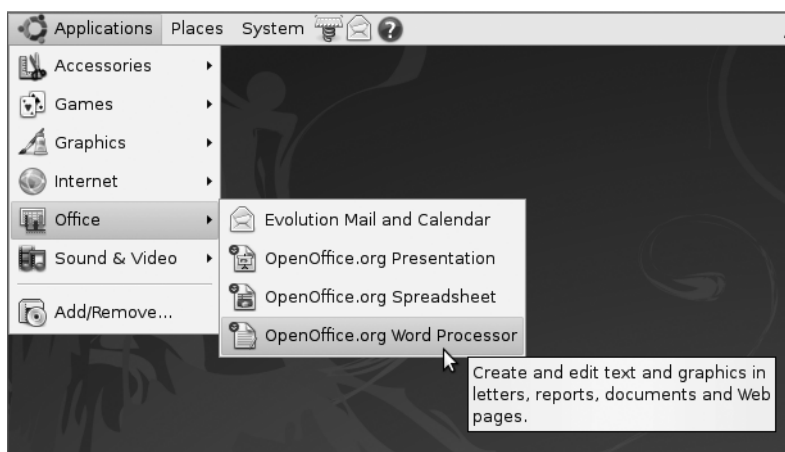 Applications Places System
Accessories
Games
Graphics
Internet
Office
Sound & Video
Add/Remove...
Evolution Mail and Calendar
OpenOffice.org Presentation
OpenOffice.org Spreadsheet
OpenOffice.org Word Processor
Create and edit text and graphics in
letters, reports, documents and Web
pages.